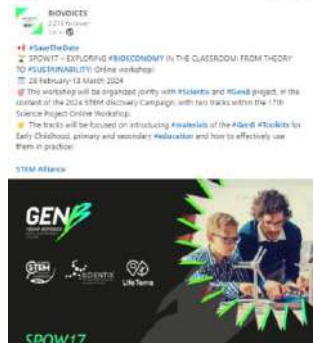 BIOVOICES
#SaveTheDate
SPOW17 - EXPLORING #BIOECONOMY IN THE CLASSROOM: FROM THEORY
TO #SUSTAINABILITY: Online workshop:
28 February-13 March 2024
This workshop will be organized jointly with #Scientix and #GenB project, in the
context of the 2024 STEM discovery Campaign, with two tracks within the 17th
Science Project Online Workshop.
The tracks will be focused on introducing #materials of the #GenB #Toolkits for
Early Childhood, primary and secondary #education and how to effectively use
them in practice!
STEM Alliance
GENB
STEM
SCIENTIX
LifeTerra
SPOW17